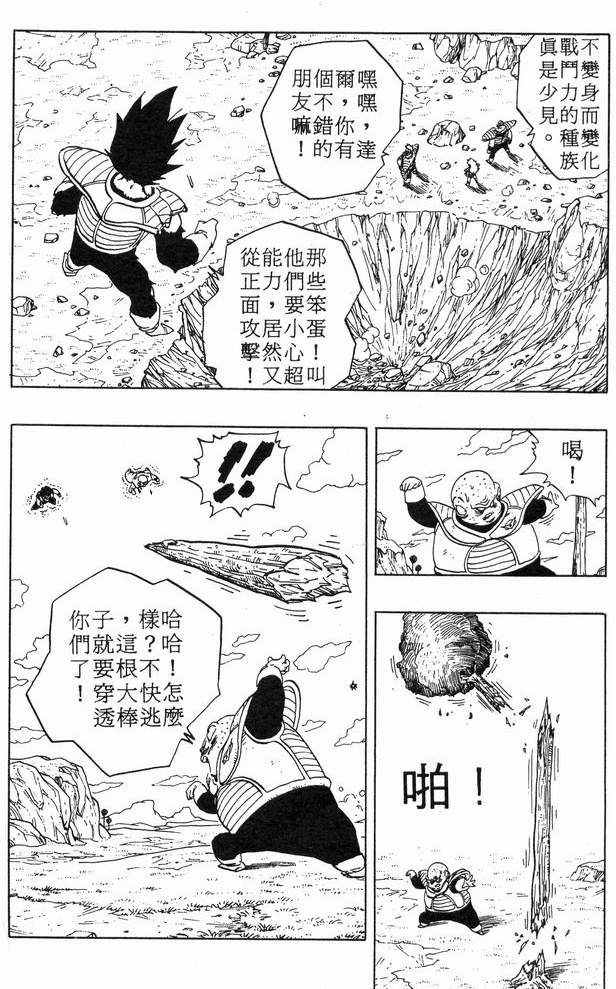 不變身而變化
戰鬥力的種族
眞是少見。
嘿嘿，達
爾，你有
個不錯的
朋友嘛！
那些笨蛋！叫
他們要小心超
能力，居然又
從正面攻擊！
喝！
啪！
!!
哈哈！怎麼
樣？不快逃
，這根大棒
子就要穿透
你們了！